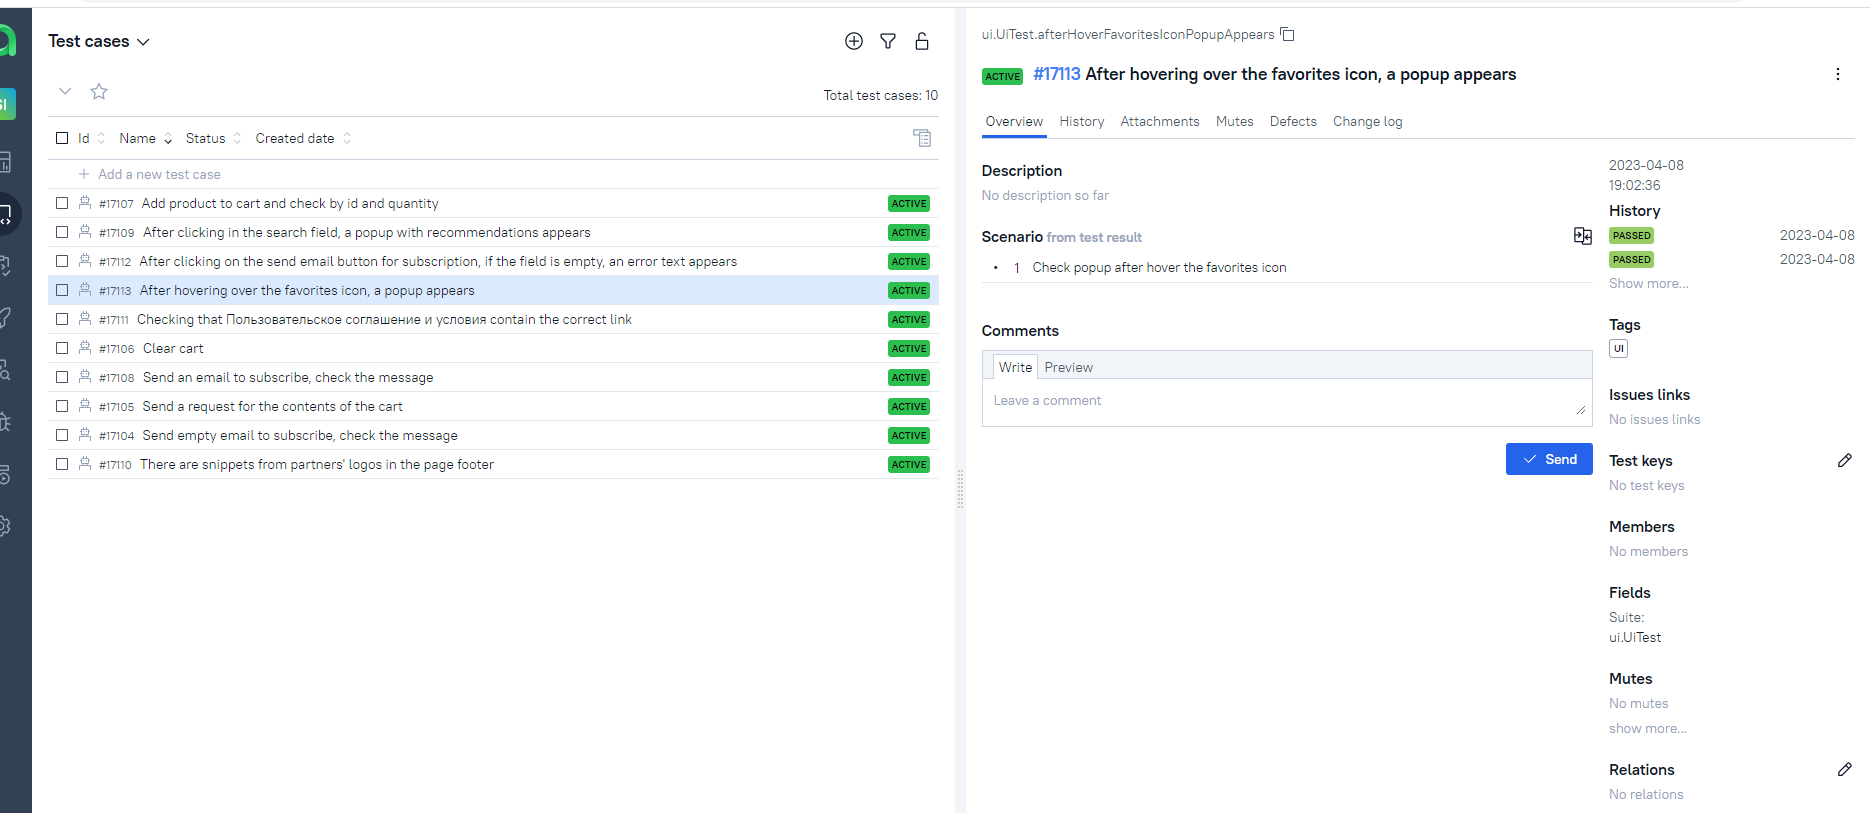 Test cases
Total test cases: 10
Id Name Status Created date
Add a new test case
#17107 Add product to cart and check by id and quantity ACTIVE
#17109 After clicking in the search field, a popup with recommendations appears ACTIVE
#17112 After clicking on the send email button for subscription, if the field is empty, an error text appears ACTIVE
#17113 After hovering over the favorites icon, a popup appears ACTIVE
#17111 Checking that Пользовательское соглашение и условия contain the correct link ACTIVE
#17106 Clear cart ACTIVE
#17108 Send an email to subscribe, check the message ACTIVE
#17105 Send a request for the contents of the cart ACTIVE
#17104 Send empty email to subscribe, check the message ACTIVE
#17110 There are snippets from partners' logos in the page footer ACTIVE
ui.UiTest.afterHoverFavoritesIconPopupAppears
ACTIVE #17113 After hovering over the favorites icon, a popup appears
Overview History Attachments Mutes Defects Change log
Description
No description so far
Scenario from test result
• 1 Check popup after hover the favorites icon
Comments
Write Preview
Leave a comment
Send
2023-04-08
19:02:36
History
PASSED 2023-04-08
PASSED 2023-04-08
Show more...
Tags
UI
Issues links
No issues links
Test keys
No test keys
Members
No members
Fields
Suite:
ui.UiTest
Mutes
No mutes
show more...
Relations
No relations